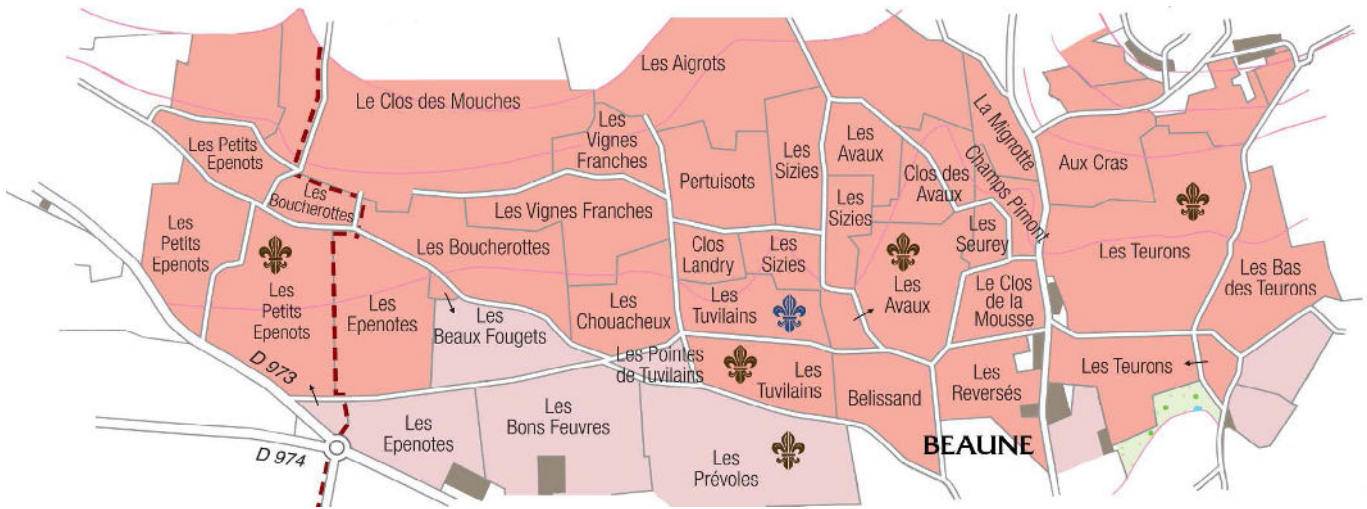 Les Aigrots
Le Clos des Mouches
Les
Vignes
Franches
La Mignotte
Les Petits
Epenots
Les
Sizies
Les
Avaux
Aux Cras
Pertuisots
Clos des
Avaux
Champs Pimont
Les
Boucherottes
Les Vignes Franches
Les
Sizies
Les
Petits
Epenots
Les Boucherottes
Clos
Landry
Les
Sizies
Les
Seurey
Les Teurons
Les
Petits
Epenots
Les
Epenotes
Les
Beaux Fougets
Les
Chouacheux
Les
Tuvilains
Les
Avaux
Le Clos
de la
Mousse
Les Bas
des Teurons
D 973
Les Pointes
de Tuvilains
Les
Tuvilains
Belissand
Les
Reversés
Les Teurons
Les
Epenotes
Les
Bons Feuvres
D 974
Les
Prévoles
BEAUNE